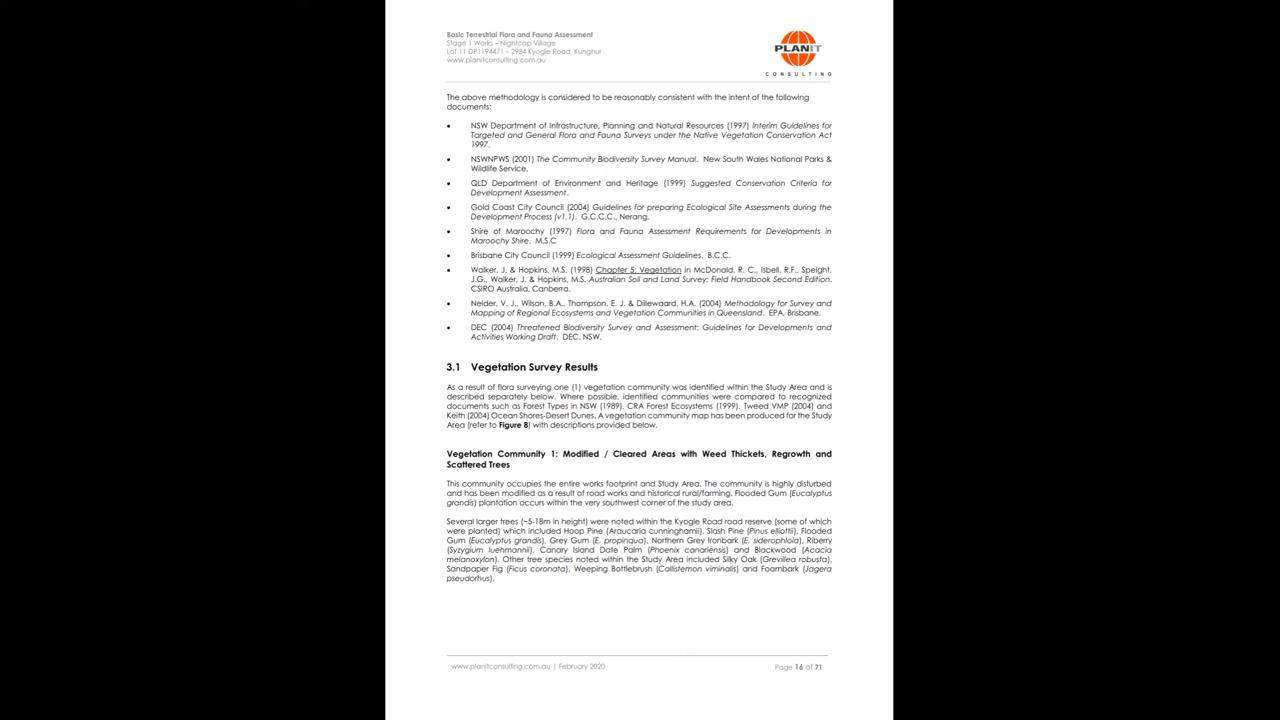 Basic Terrestrial Flora and Fauna Assessment
Stage 1 Works – Nightcap Village
Lot 11 DP1194471 – 2984 Kyogle Road, Kunghur
www.planitconsulting.com.au
PLANIT
CONSULTING
The above methodology is considered to be reasonably consistent with the intent of the following
documents:
• NSW Department of Infrastructure, Planning and Natural Resources (1997) Interim Guidelines for
Targeted and General Flora and Fauna Surveys under the Native Vegetation Conservation Act
1997.
• NSWNPWS (2001) The Community Biodiversity Survey Manual. New South Wales National Parks &
Wildlife Service.
• QLD Department of Environment and Heritage (1999) Suggested Conservation Criteria for
Development Assessment.
• Gold Coast City Council (2004) Guidelines for preparing Ecological Site Assessments during the
Development Process (v1.1). G.C.C.C., Nerang.
• Shire of Maroochy (1997) Flora and Fauna Assessment Requirements for Developments in
Maroochy Shire. M.S.C
• Brisbane City Council (1999) Ecological Assessment Guidelines. B.C.C.
• Walker, J. & Hopkins, M.S. (1998) Chapter 5: Vegetation in McDonald, R. C., Isbell, R.F., Speight,
J.G., Walker, J. & Hopkins, M.S. Australian Soil and Land Survey: Field Handbook Second Edition.
CSIRO Australia, Canberra.
• Nelder, V. J., Wilson, B.A., Thompson, E. J. & Dillewaard, H.A. (2004) Methodology for Survey and
Mapping of Regional Ecosystems and Vegetation Communities in Queensland. EPA, Brisbane.
• DEC (2004) Threatened Biodiversity Survey and Assessment: Guidelines for Developments and
Activities Working Draft. DEC, NSW.
3.1 Vegetation Survey Results
As a result of flora surveying one (1) vegetation community was identified within the Study Area and is
described separately below. Where possible, identified communities were compared to recognized
documents such as Forest Types in NSW (1989), CRA Forest Ecosystems (1999), Tweed VMP (2004) and
Keith (2004) Ocean Shores-Desert Dunes. A vegetation community map has been produced for the Study
Area (refer to Figure 8) with descriptions provided below.
Vegetation Community 1: Modified / Cleared Areas with Weed Thickets, Regrowth and
Scattered Trees
This community occupies the entire works footprint and Study Area. The community is highly disturbed
and has been modified as a result of road works and historical rural/farming. Flooded Gum (Eucalyptus
grandis) plantation occurs within the very southwest corner of the study area.
Several larger trees (~5-18m in height) were noted within the Kyogle Road road reserve (some of which
were planted) which included Hoop Pine (Araucaria cunninghamii), Slash Pine (Pinus elliottii), Flooded
Gum (Eucalyptus grandis), Grey Gum (E. propinqua), Northern Grey Ironbark (E. siderophloia), Riberry
(Syzygium luehmannii), Canary Island Date Palm (Phoenix canariensis) and Blackwood (Acacia
melanoxylon). Other tree species noted within the Study Area included Silky Oak (Grevillea robusta),
Sandpaper Fig (Ficus coronata), Weeping Bottlebrush (Callistemon viminalis) and Foambark (Jagera
pseudorhus).
www.planitconsulting.com.au | February 2020
Page 16 of 71